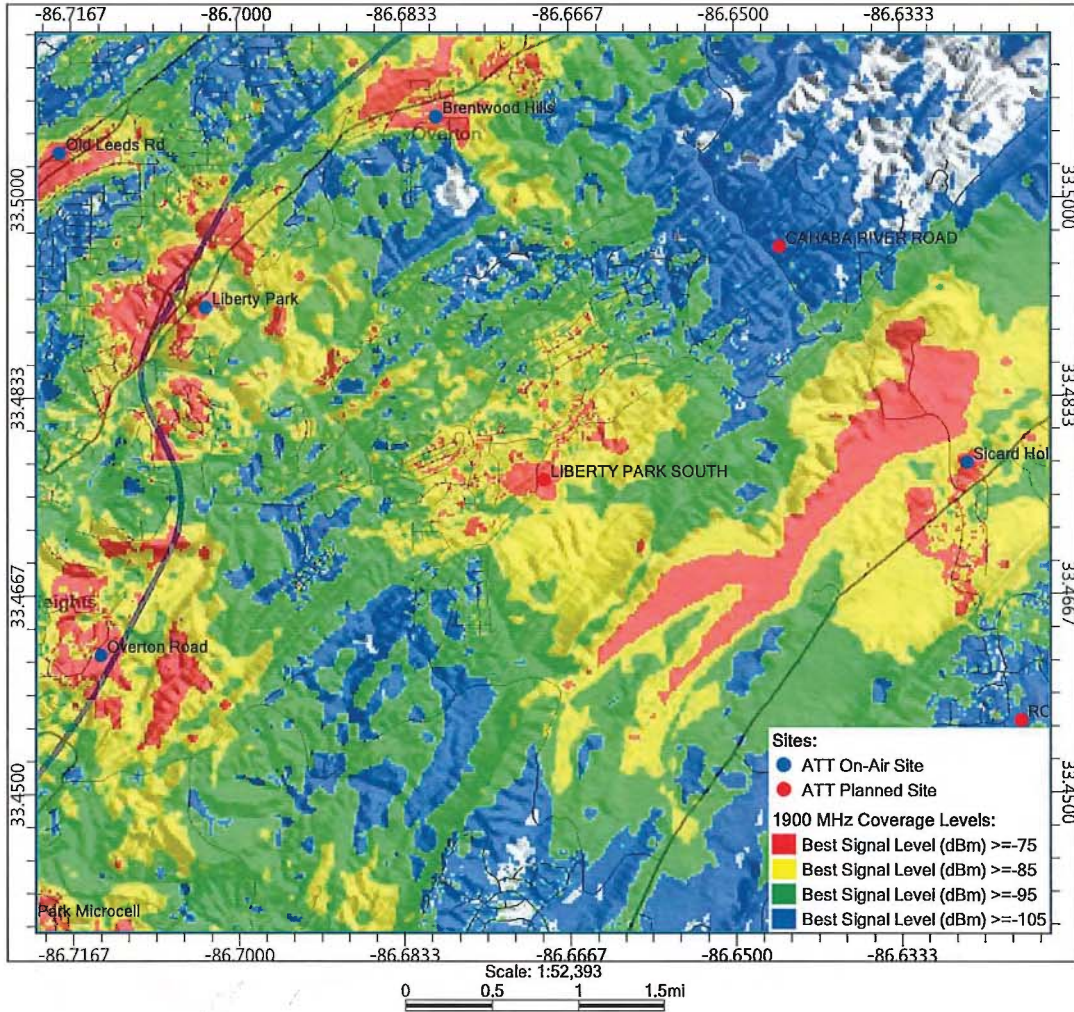 -86.7167 -86.7000 -86.6833 -86.6667 -86.6500 -86.6333
Brentwood Hills
Overton
Old Leeds Rd
33.5000
33.5000
CAHABA RIVER ROAD
Liberty Park
33.4833
33.4833
Sicard Hol
LIBERTY PARK SOUTH
33.4667
33.4667
eights
Overton Road
RO
Sites:
ATT On-Air Site
ATT Planned Site
33.4500
33.4500
1900 MHz Coverage Levels:
Best Signal Level (dBm) >=-75
Best Signal Level (dBm) >=-85
Best Signal Level (dBm) >=-95
Best Signal Level (dBm) >=-105
Park Microcell
-86.7167 -86.7000 -86.6833 -86.6667 -86.6500 -86.6333
Scale: 1:52,393
0 0.5 1 1.5mi